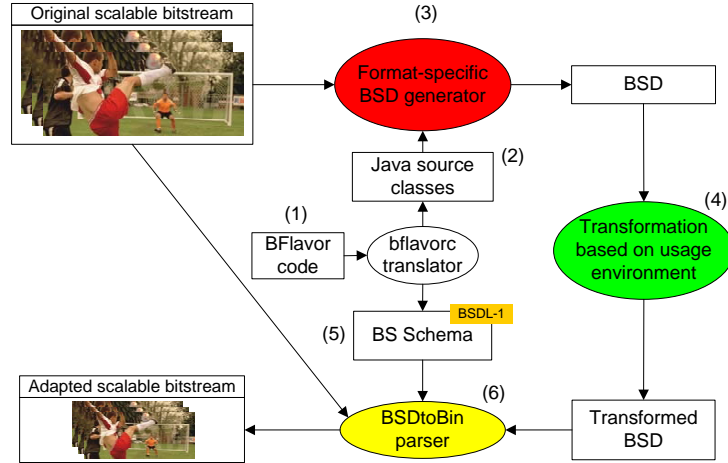 Original scalable bitstream
(3)
Format-specific
BSD generator
BSD
Java source
classes
(2)
(4)
Transformation
based on usage
environment
(1)
BFlavor
code
bflavorc
translator
BSDL-1
(5)
BS Schema
Adapted scalable bitstream
(6)
BSDtoBin
parser
Transformed
BSD